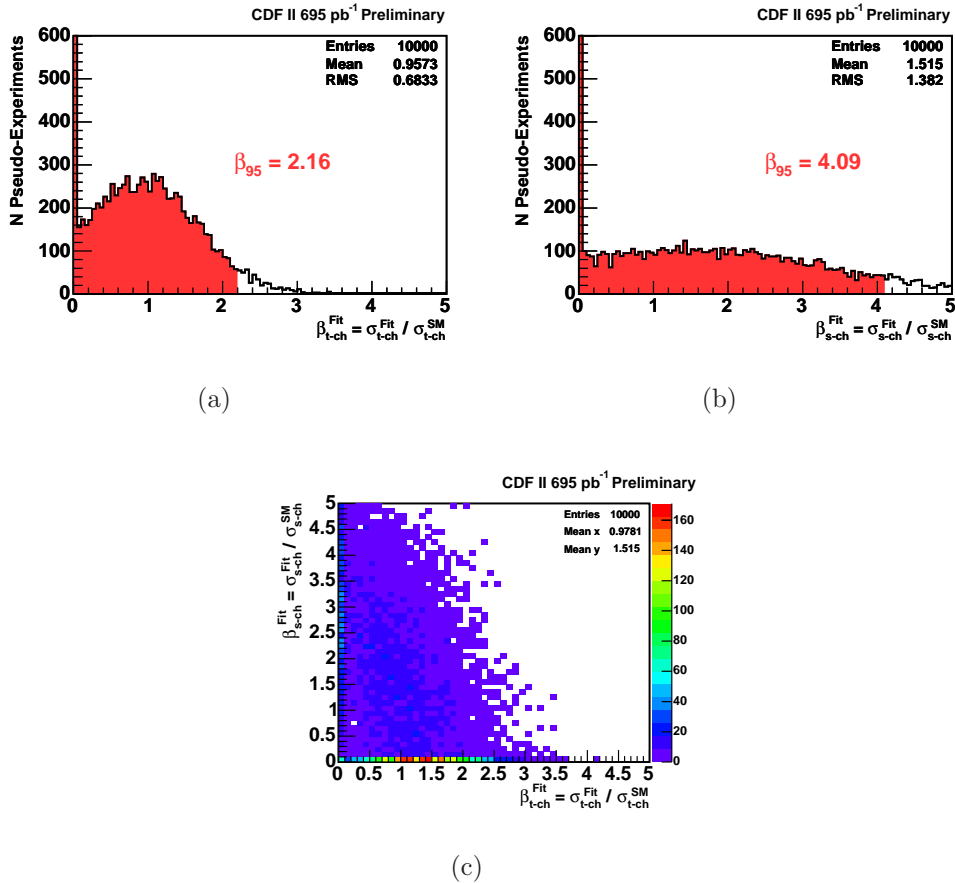 CDF II 695 pb⁻¹ Preliminary
N Pseudo-Experiments
600
500
400
300
200
100
0
Entries 10000
Mean 0.9573
RMS 0.6833
β₉₅ = 2.16
0 1 2 3 4 5
β^Fit_t-ch = σ^Fit_t-ch / σ^SM_t-ch
(a)
CDF II 695 pb⁻¹ Preliminary
N Pseudo-Experiments
600
500
400
300
200
100
0
Entries 10000
Mean 1.515
RMS 1.382
β₉₅ = 4.09
0 1 2 3 4 5
β^Fit_s-ch = σ^Fit_s-ch / σ^SM_s-ch
(b)
CDF II 695 pb⁻¹ Preliminary
β^Fit_s-ch = σ^Fit_s-ch / σ^SM_s-ch
5
4.5
4
3.5
3
2.5
2
1.5
1
0.5
0
Entries 10000
Mean x 0.9781
Mean y 1.515
160
140
120
100
80
60
40
20
0
0 0.5 1 1.5 2 2.5 3 3.5 4 4.5 5
β^Fit_t-ch = σ^Fit_t-ch / σ^SM_t-ch
(c)